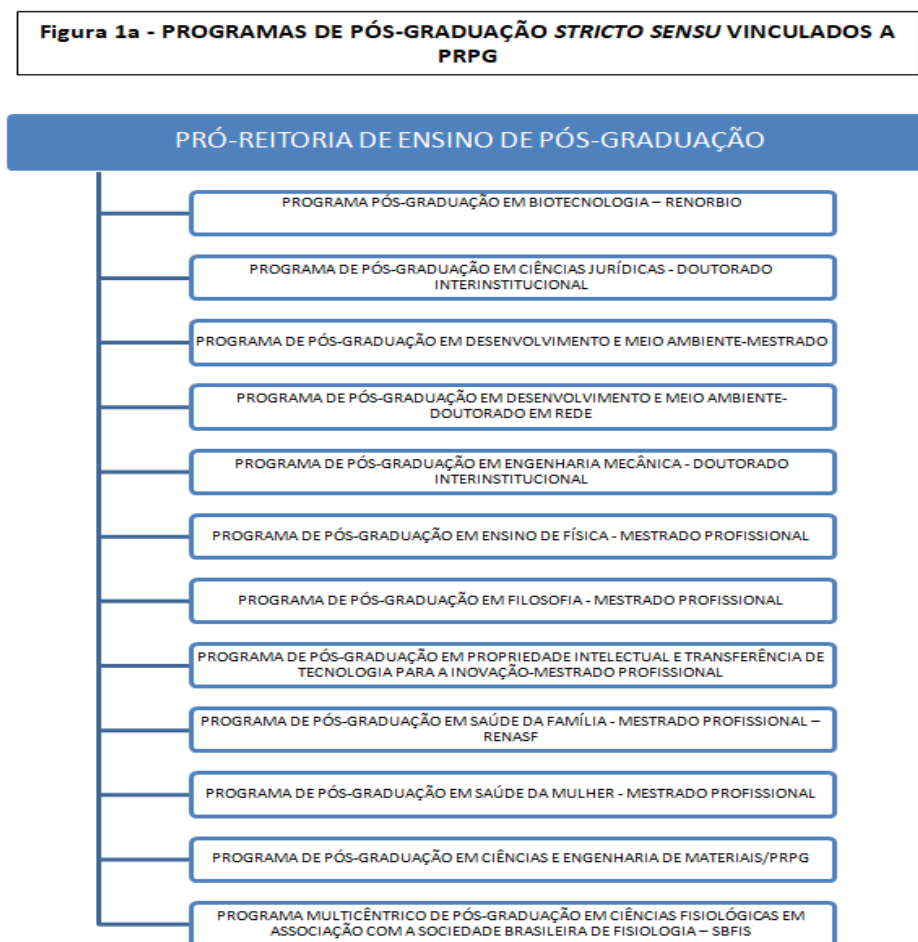 Figura 1a - PROGRAMAS DE PÓS-GRADUAÇÃO STRICTO SENSU VINCULADOS A
PRPG
PRÓ-REITORIA DE ENSINO DE PÓS-GRADUAÇÃO
PROGRAMA PÓS-GRADUAÇÃO EM BIOTECNOLOGIA – RENORBIO
PROGRAMA DE PÓS-GRADUAÇÃO EM CIÊNCIAS JURÍDICAS - DOUTORADO
INTERINSTITUCIONAL
PROGRAMA DE PÓS-GRADUAÇÃO EM DESENVOLVIMENTO E MEIO AMBIENTE-MESTRADO
PROGRAMA DE PÓS-GRADUAÇÃO EM DESENVOLVIMENTO E MEIO AMBIENTE-
DOUTORADO EM REDE
PROGRAMA DE PÓS-GRADUAÇÃO EM ENGENHARIA MECÂNICA - DOUTORADO
INTERINSTITUCIONAL
PROGRAMA DE PÓS-GRADUAÇÃO EM ENSINO DE FÍSICA - MESTRADO PROFISSIONAL
PROGRAMA DE PÓS-GRADUAÇÃO EM FILOSOFIA - MESTRADO PROFISSIONAL
PROGRAMA DE PÓS-GRADUAÇÃO EM PROPRIEDADE INTELECTUAL E TRANSFERÊNCIA DE
TECNOLOGIA PARA A INOVAÇÃO-MESTRADO PROFISSIONAL
PROGRAMA DE PÓS-GRADUAÇÃO EM SAÚDE DA FAMÍLIA - MESTRADO PROFISSIONAL –
RENASF
PROGRAMA DE PÓS-GRADUAÇÃO EM SAÚDE DA MULHER - MESTRADO PROFISSIONAL
PROGRAMA DE PÓS-GRADUAÇÃO EM CIÊNCIAS E ENGENHARIA DE MATERIAIS/PRPG
PROGRAMA MULTICÊNTRICO DE PÓS-GRADUAÇÃO EM CIÊNCIAS FISIOLÓGICAS EM
ASSOCIAÇÃO COM A SOCIEDADE BRASILEIRA DE FISIOLOGIA – SBFIS